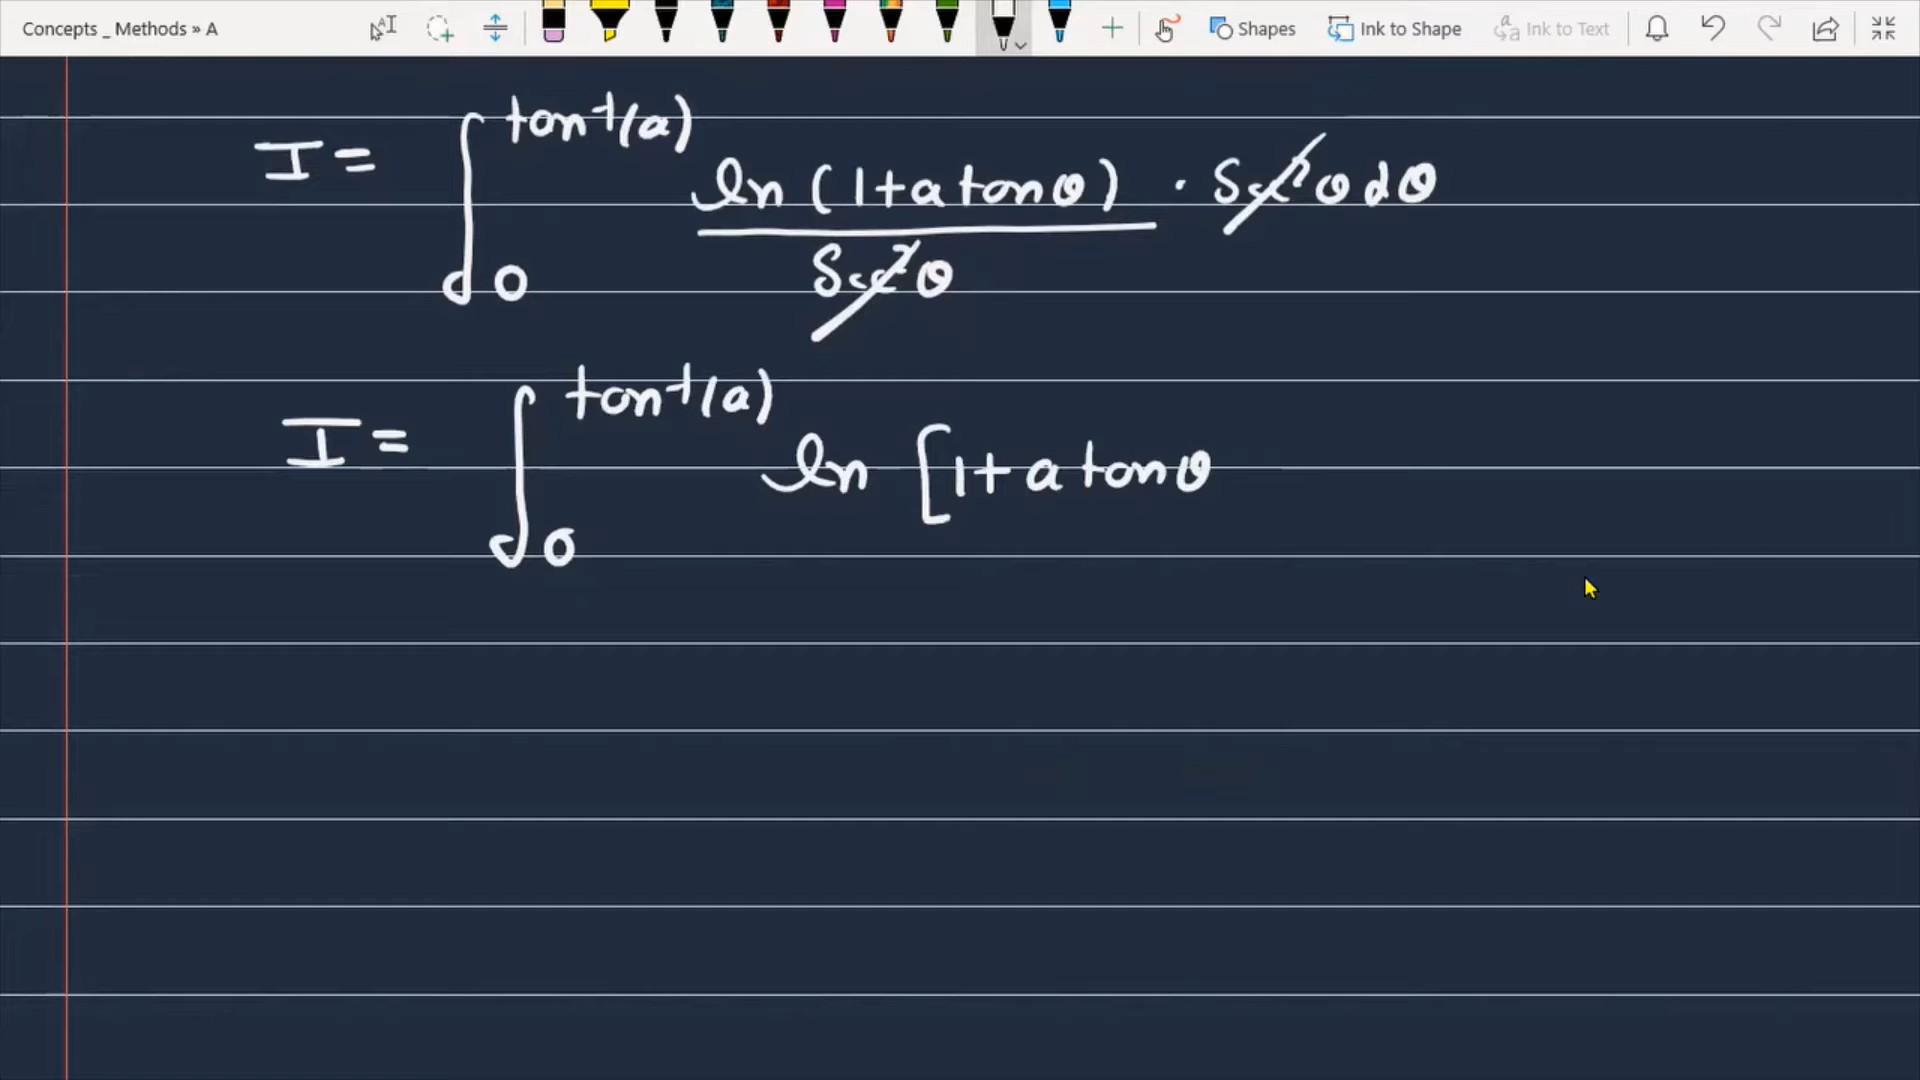 Concepts _ Methods » A
Shapes Ink to Shape Ink to Text
I = ∫₀^{tan⁻¹(a)} ln(1+a tanθ) / Sec²θ · Sec²θ dθ
I = ∫₀^{tan⁻¹(a)} ln [1+ a tanθ